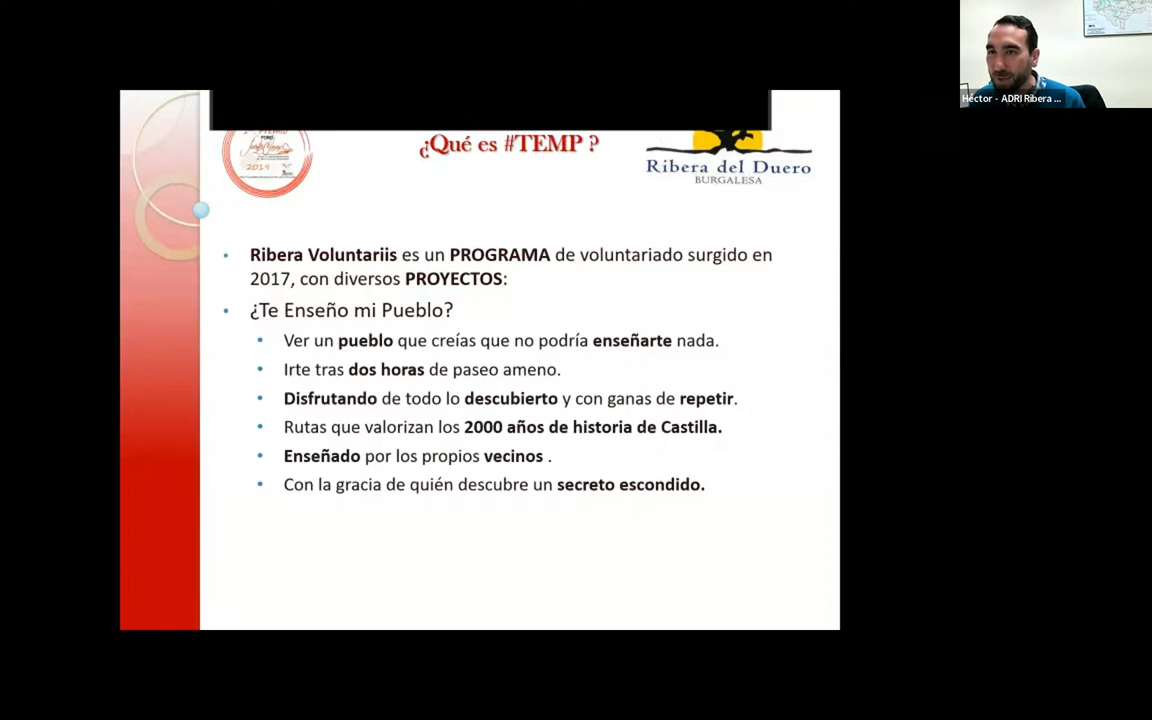 Héctor - ADRI Ribera ...
¿Qué es #TEMP ?
2019
Ribera del Duero
BURGALESA
• Ribera Voluntariis es un PROGRAMA de voluntariado surgido en
2017, con diversos PROYECTOS:
• ¿Te Enseño mi Pueblo?
• Ver un pueblo que creías que no podría enseñarte nada.
• Irte tras dos horas de paseo ameno.
• Disfrutando de todo lo descubierto y con ganas de repetir.
• Rutas que valorizan los 2000 años de historia de Castilla.
• Enseñado por los propios vecinos .
• Con la gracia de quién descubre un secreto escondido.